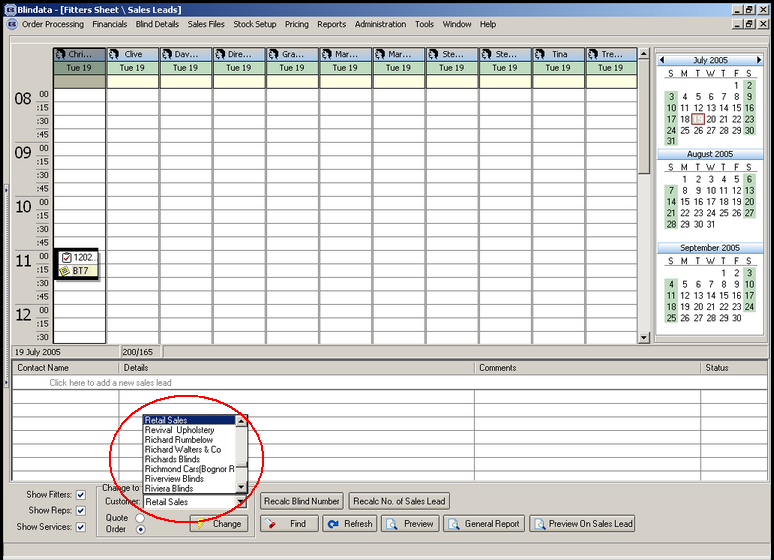 Blindata - [Fitters Sheet \ Sales Leads]
Order Processing Financials Blind Details Sales Files Stock Setup Pricing Reports Administration Tools Window Help
Chri... Clive Dav... Dire... Gra... Mar... Mar... Ste... Ste... Tina Tre...
Tue 19 Tue 19 Tue 19 Tue 19 Tue 19 Tue 19 Tue 19 Tue 19 Tue 19 Tue 19 Tue 19
08 00
:15
:30
:45
09 00
:15
:30
:45
10 00
:15
:30
:45
11 00 1202...
:15 BT7
:30
:45
12 00
:15
:30
July 2005
S M T W T F S
1 2
3 4 5 6 7 8 9
10 11 12 13 14 15 16
17 18 19 20 21 22 23
24 25 26 27 28 29 30
31
August 2005
S M T W T F S
1 2 3 4 5 6
7 8 9 10 11 12 13
14 15 16 17 18 19 20
21 22 23 24 25 26 27
28 29 30 31
September 2005
S M T W T F S
1 2 3
4 5 6 7 8 9 10
11 12 13 14 15 16 17
18 19 20 21 22 23 24
25 26 27 28 29 30
19 July 2005 200/165
Contact Name Details Comments Status
Click here to add a new sales lead
Retail Sales
Revival Upholstery
Richard Rumbelow
Richard Walters & Co
Richards Blinds
Richmond Cars(Bognor R
Riverview Blinds
Riviera Blinds
Show Fitters:
Show Reps:
Show Services:
Change to
Customer: Retail Sales
Quote
Order
Change
Recalc Blind Number Recalc No. of Sales Lead
Find Refresh Preview General Report Preview On Sales Lead